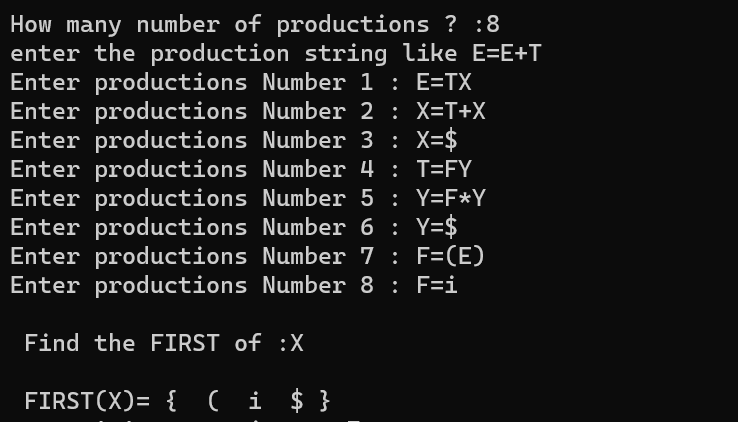 How many number of productions ? :8
enter the production string like E=E+T
Enter productions Number 1 : E=TX
Enter productions Number 2 : X=T+X
Enter productions Number 3 : X=$
Enter productions Number 4 : T=FY
Enter productions Number 5 : Y=F*Y
Enter productions Number 6 : Y=$
Enter productions Number 7 : F=(E)
Enter productions Number 8 : F=i
Find the FIRST of :X
FIRST(X)= {  (  i  $ }